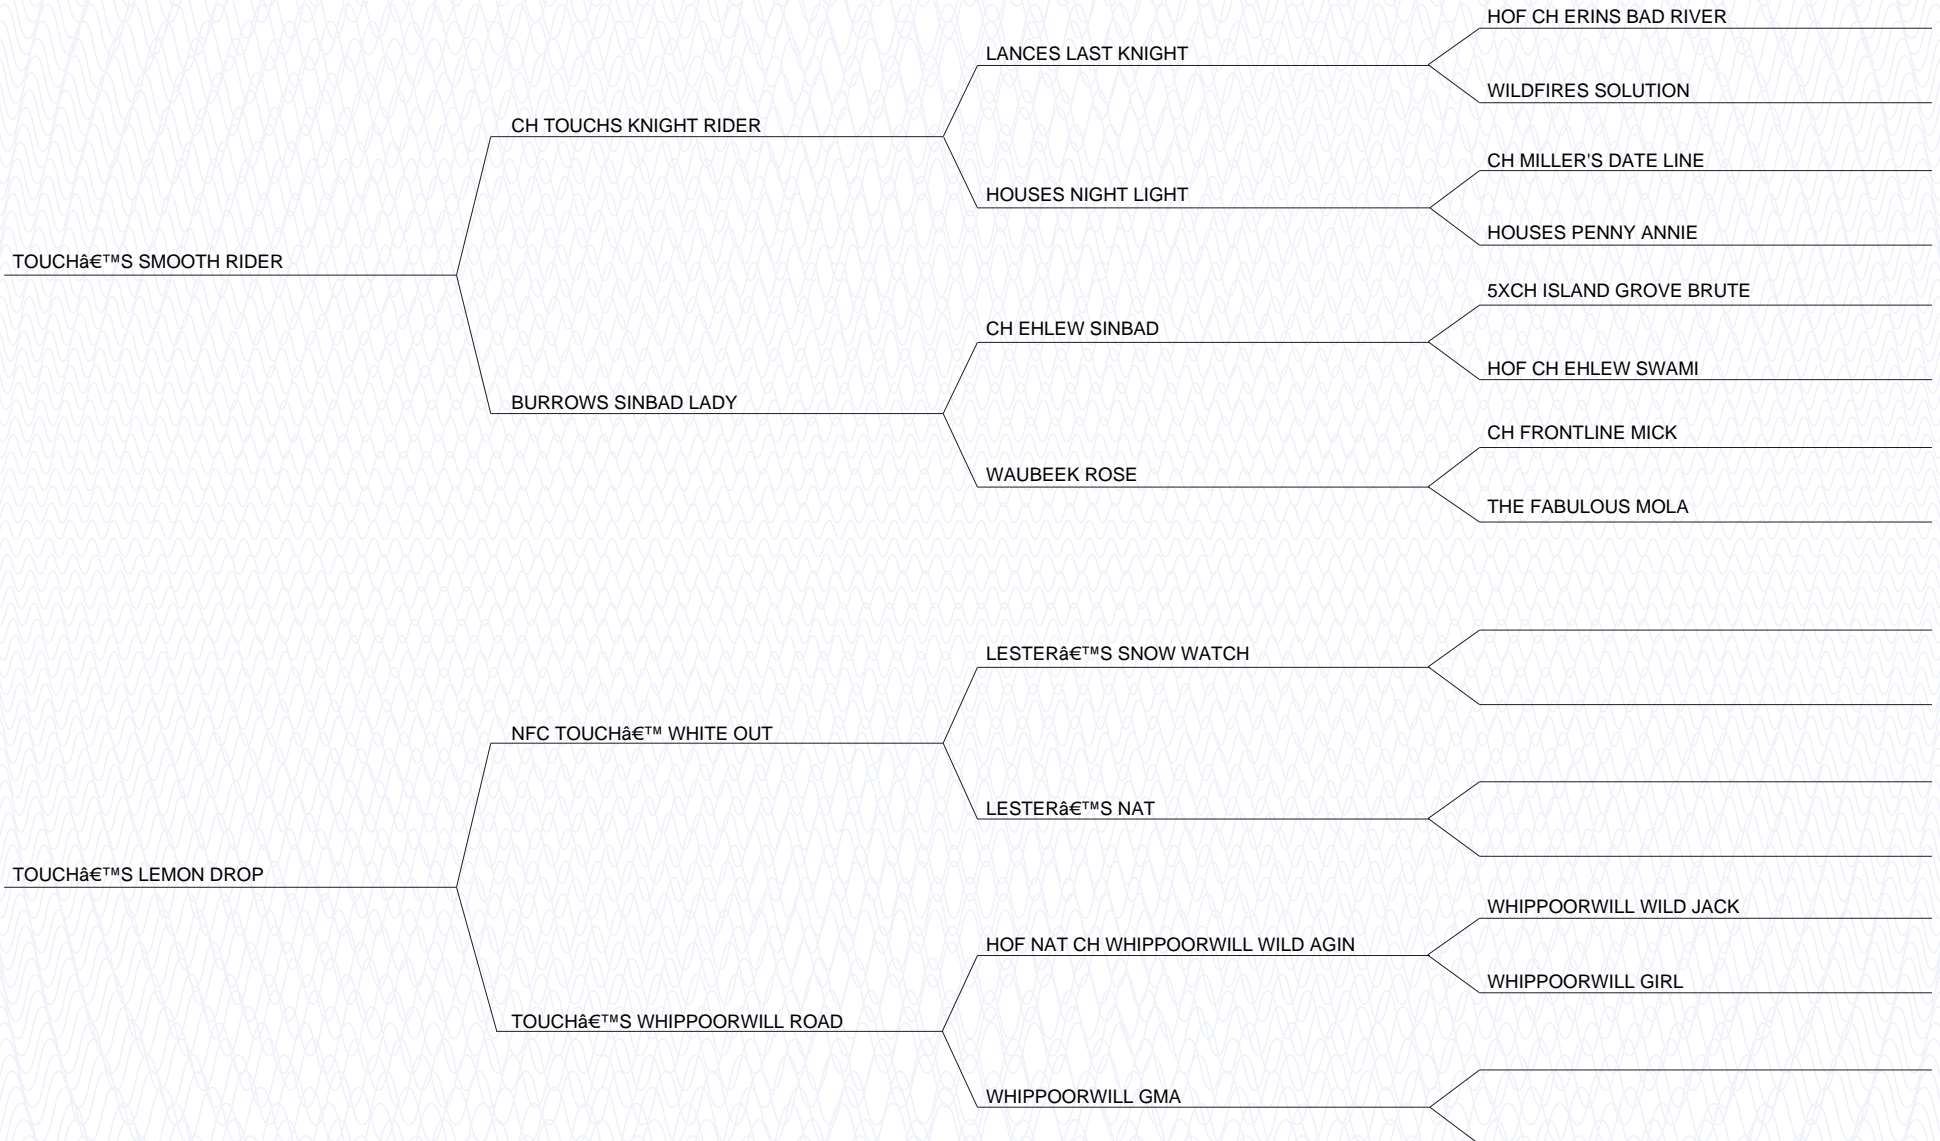 HOF CH ERINS BAD RIVER
LANCES LAST KNIGHT
WILDFIRES SOLUTION
CH TOUCHS KNIGHT RIDER
CH MILLER'S DATE LINE
HOUSES NIGHT LIGHT
HOUSES PENNY ANNIE
TOUCHâ€™S SMOOTH RIDER
5XCH ISLAND GROVE BRUTE
CH EHLEW SINBAD
HOF CH EHLEW SWAMI
BURROWS SINBAD LADY
CH FRONTLINE MICK
WAUBEEK ROSE
THE FABULOUS MOLA
LESTERâ€™S SNOW WATCH
NFC TOUCHâ€™ WHITE OUT
LESTERâ€™S NAT
TOUCHâ€™S LEMON DROP
WHIPPOORWILL WILD JACK
HOF NAT CH WHIPPOORWILL WILD AGIN
WHIPPOORWILL GIRL
TOUCHâ€™S WHIPPOORWILL ROAD
WHIPPOORWILL GMA